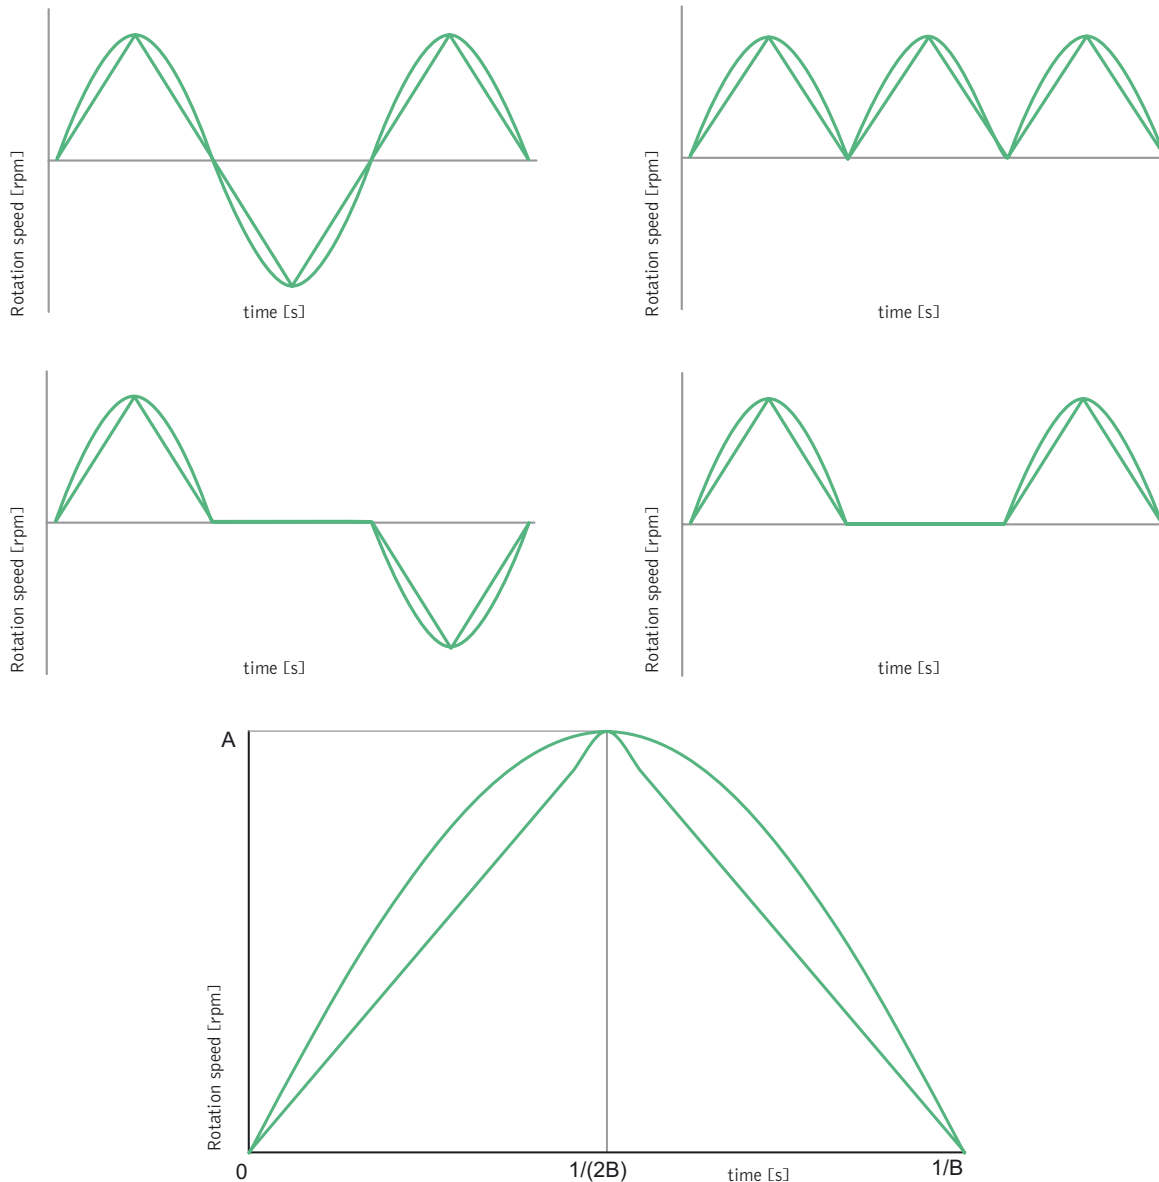 Rotation speed [rpm]
time [s]
Rotation speed [rpm]
time [s]
Rotation speed [rpm]
time [s]
Rotation speed [rpm]
time [s]
A
Rotation speed [rpm]
0
1/(2B)
time [s]
1/B